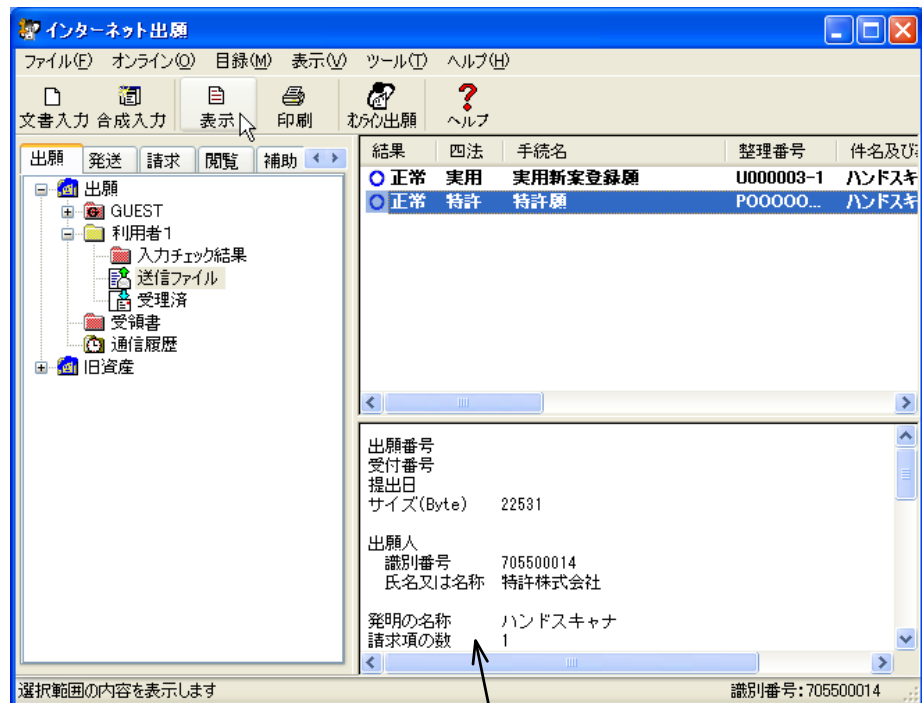 インターネット出願
ファイル(F) オンライン(O) 目録(M) 表示(V) ツール(T) ヘルプ(H)
文書入力 合成入力 表示 印刷 オンライン出願 ヘルプ
出願 発送 請求 閲覧 補助
出願
GUEST
利用者1
入力チェック結果
送信ファイル
受理済
受領書
通信履歴
旧資産
結果 四法 手続名 整理番号 件名及び
正常 実用 実用新案登録願 U000003-1 ハンドスキ
正常 特許 特許願 P00000... ハンドスキ
出願番号
受付番号
提出日
サイズ(Byte) 22531
出願人
識別番号 705500014
氏名又は名称 特許株式会社
発明の名称 ハンドスキャナ
請求項の数 1
選択範囲の内容を表示します 識別番号:705500014